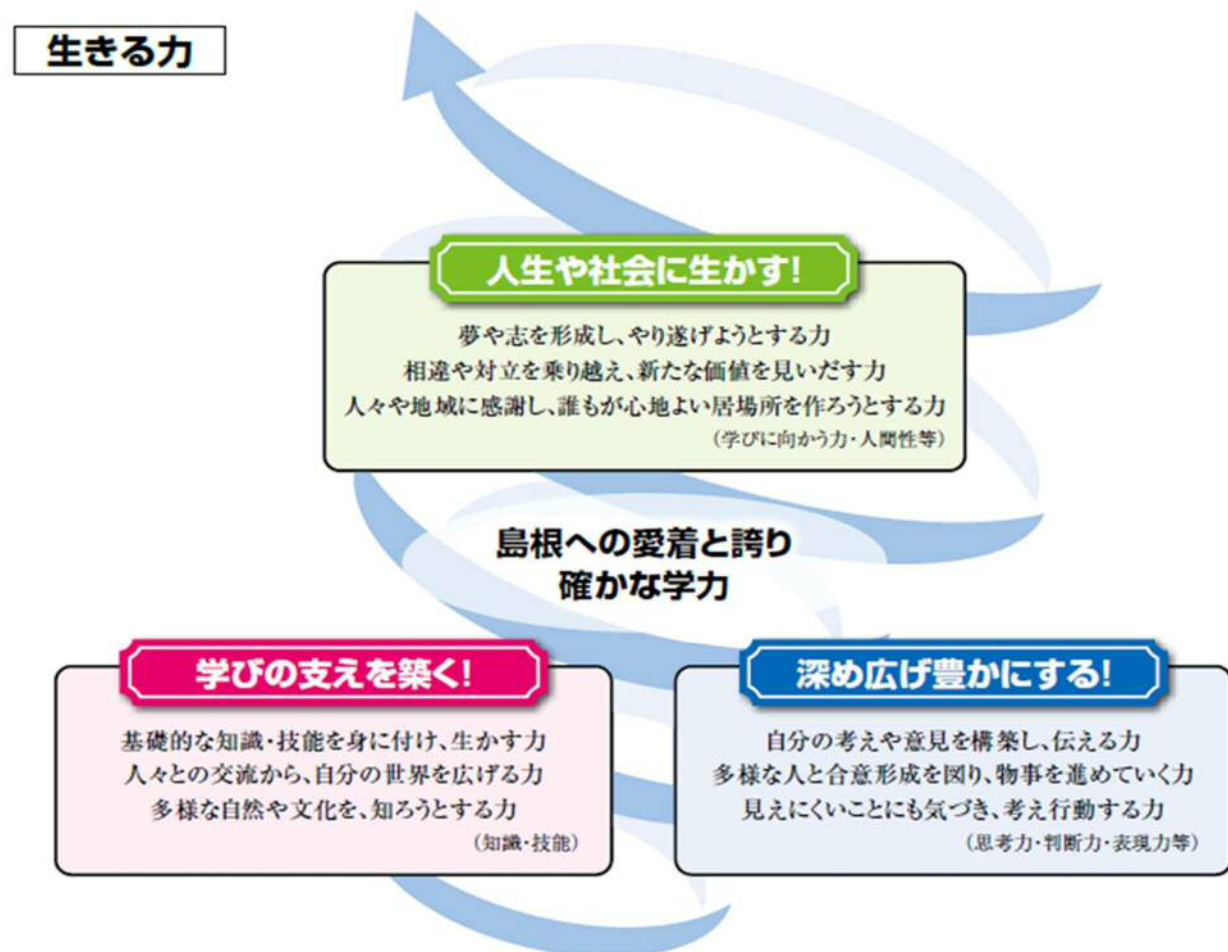 生きる力
人生や社会に生かす!
夢や志を形成し、やり遂げようとする力
相違や対立を乗り越え、新たな価値を見いだす力
人々や地域に感謝し、誰もが心地よい居場所を作ろうとする力
（学びに向かう力・人間性等）
島根への愛着と誇り
確かな学力
学びの支えを築く!
基礎的な知識・技能を身に付け、生かす力
人々との交流から、自分の世界を広げる力
多様な自然や文化を、知ろうとする力
（知識・技能）
深め広げ豊かにする!
自分の考えや意見を構築し、伝える力
多様な人と合意形成を図り、物事を進めていく力
見えにくいことにも気づき、考え行動する力
（思考力・判断力・表現力等）